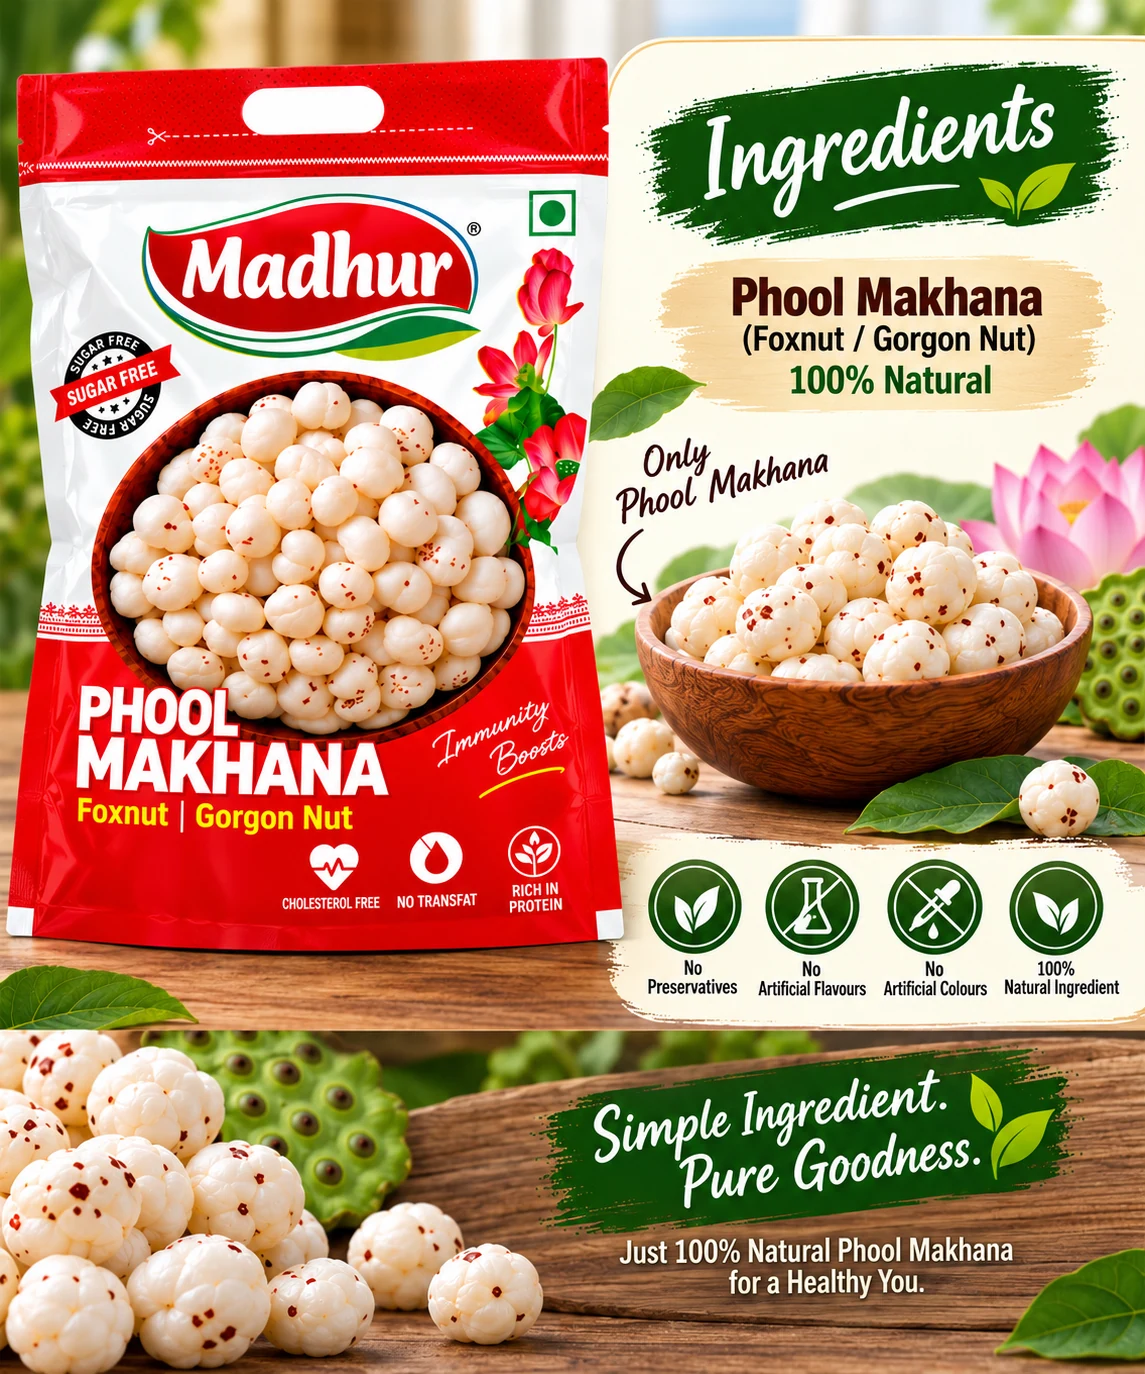 Madhur
®
SUGAR FREE
SUGAR FREE
SUGAR FREE
PHOOL
MAKHANA
Foxnut | Gorgon Nut
Immunity
Boosts
CHOLESTEROL FREE
NO TRANSFAT
RICH IN
PROTEIN
Ingredients
Phool Makhana
(Foxnut / Gorgon Nut)
100% Natural
Only
Phool Makhana
No
Preservatives
No
Artificial Flavours
No
Artificial Colours
100%
Natural Ingredient
Simple Ingredient.
Pure Goodness.
Just 100% Natural Phool Makhana
for a Healthy You.